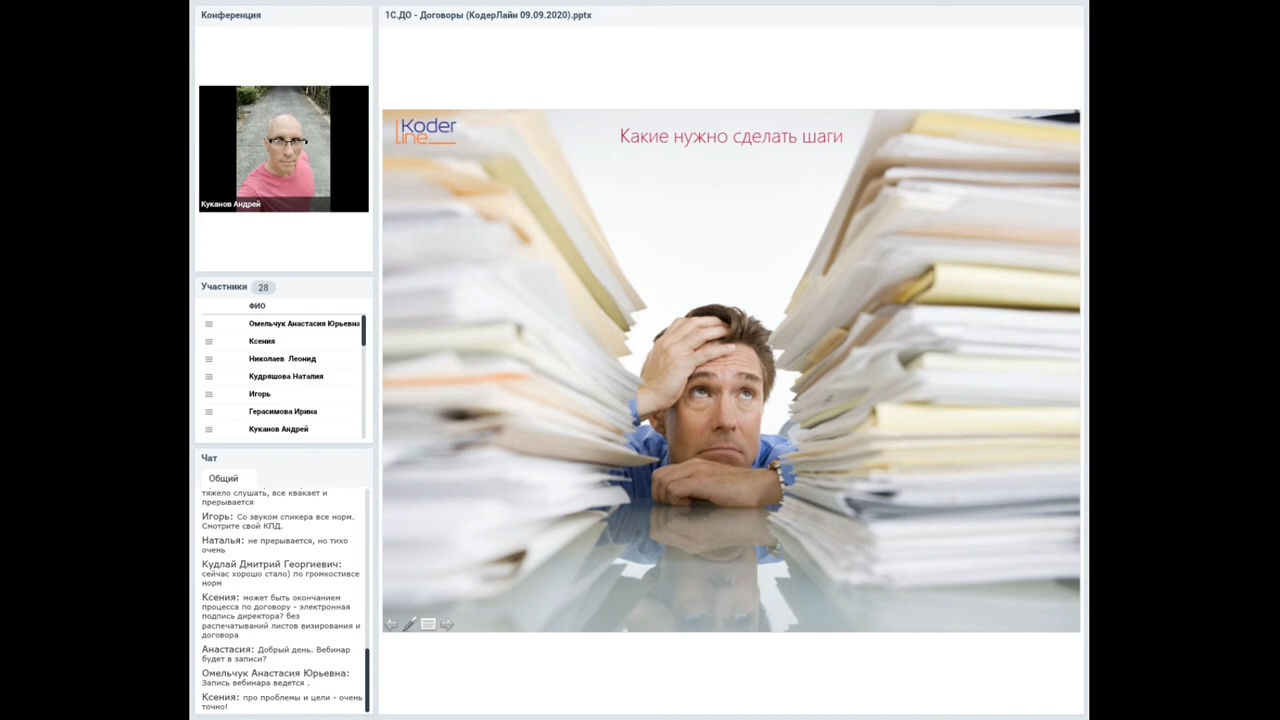 Конференция
Куканов Андрей
Участники 28
ФИО
Омельчук Анастасия Юрьевна
Ксения
Николаев Леонид
Кудряшова Наталия
Игорь
Герасимова Ирина
Куканов Андрей
Чат
Общий
тяжело слушать, все квакает и
прерывается
Игорь: Со звуком спикера все норм.
Смотрите свой КПД.
Наталья: не прерывается, но тихо
очень
Кудлай Дмитрий Георгиевич:
сейчас хорошо стало) по громкостивсе
норм
Ксения: может быть окончанием
процесса по договору - электронная
подпись директора? без
распечатываний листов визирования и
договора
Анастасия: Добрый день. Вебинар
будет в записи?
Омельчук Анастасия Юрьевна:
Запись вебинара ведется .
Ксения: про проблемы и цели - очень
точно!
1С.ДО - Договоры (КодерЛайн 09.09.2020).pptx
Koder
line
Какие нужно сделать шаги